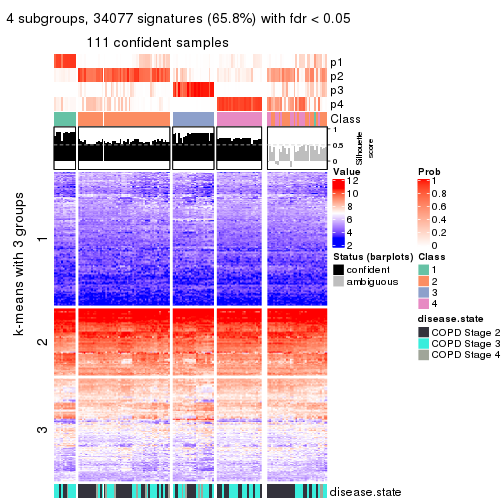 4 subgroups, 34077 signatures (65.8%) with fdr < 0.05
111 confident samples
p1
p2
p3
p4
Class
1
0.5
0
Silhouette
score
k-means with 3 groups
1
2
3
disease.state
Value
12
10
8
6
4
2
Status (barplots)
confident
ambiguous
Prob
1
0.8
0.6
0.4
0.2
0
Class
1
2
3
4
disease.state
COPD Stage 2
COPD Stage 3
COPD Stage 4